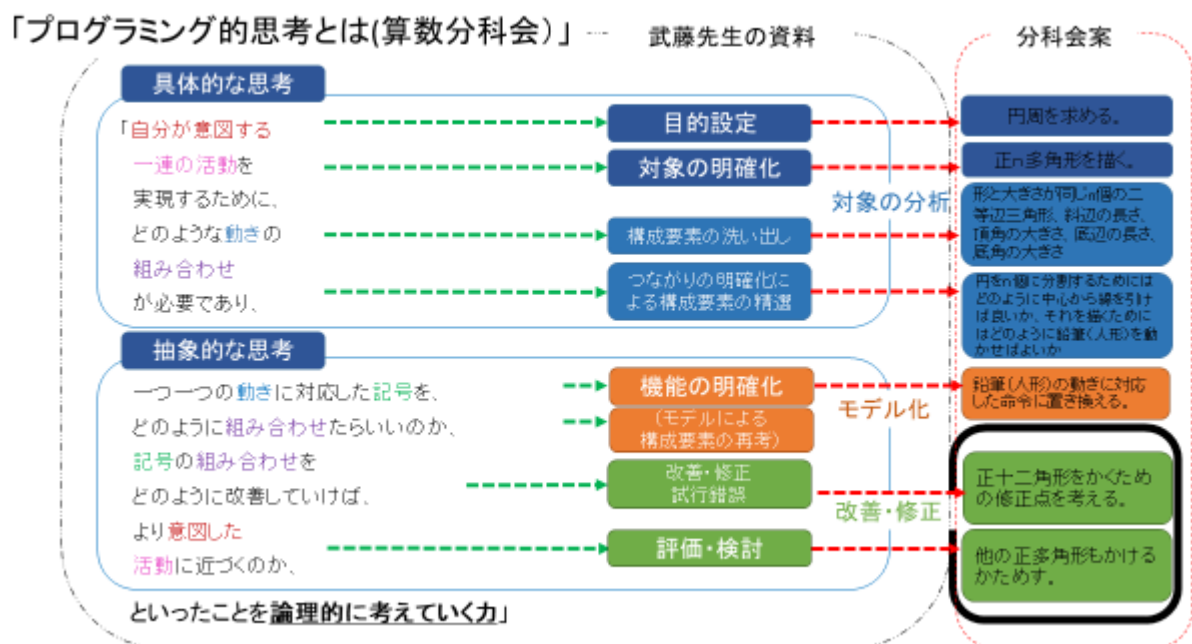 「プログラミング的思考とは(算数分科会)」
武藤先生の資料
分科会案
具体的な思考
「自分が意図する
一連の活動を
実現するために、
どのような動きの
組み合わせ
が必要であり、
目的設定
対象の明確化
対象の分析
構成要素の洗い出し
つながりの明確化に
よる構成要素の精選
円周を求める。
正n多角形を描く。
形と大きさが同じn個の二
等辺三角形、斜辺の長さ、
頂角の大きさ、底辺の長さ、
底角の大きさ
円をn個に分割するためには
どのように中心から線を引け
ば良いか、それを描くために
はどのように鉛筆(人形)を動
かせばよいか
抽象的な思考
一つ一つの動きに対応した記号を、
どのように組み合わせたらいいのか、
記号の組み合わせを
どのように改善していけば、
より意図した
活動に近づくのか、
機能の明確化
(モデルによる
構成要素の再考)
モデル化
改善・修正
試行錯誤
改善・修正
評価・検討
鉛筆(人形)の動きに対応
した命令に置き換える。
正十二角形をかくため
の修正点を考える。
他の正多角形もかける
かためす。
といったことを論理的に考えていく力」